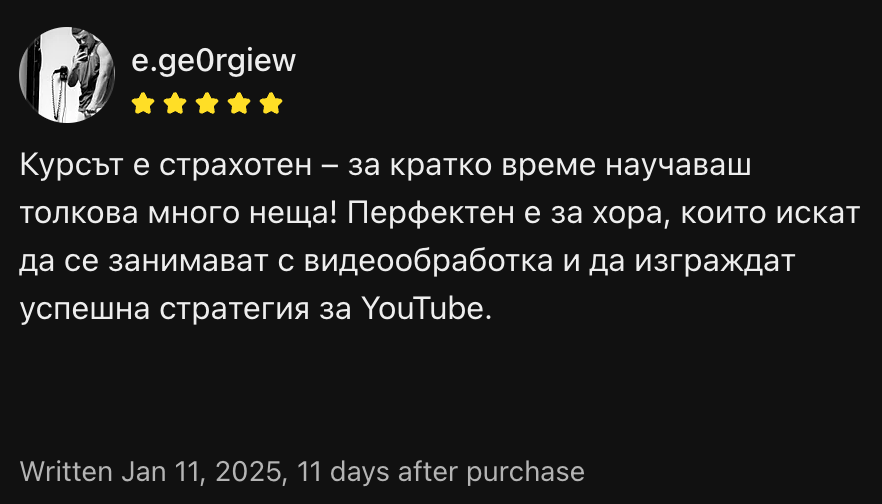 e.ge0rgiew
Курсът е страхотен – за кратко време научаваш
толкова много неща! Перфектен е за хора, които искат
да се занимават с видеообработка и да изграждат
успешна стратегия за YouTube.
Written Jan 11, 2025, 11 days after purchase